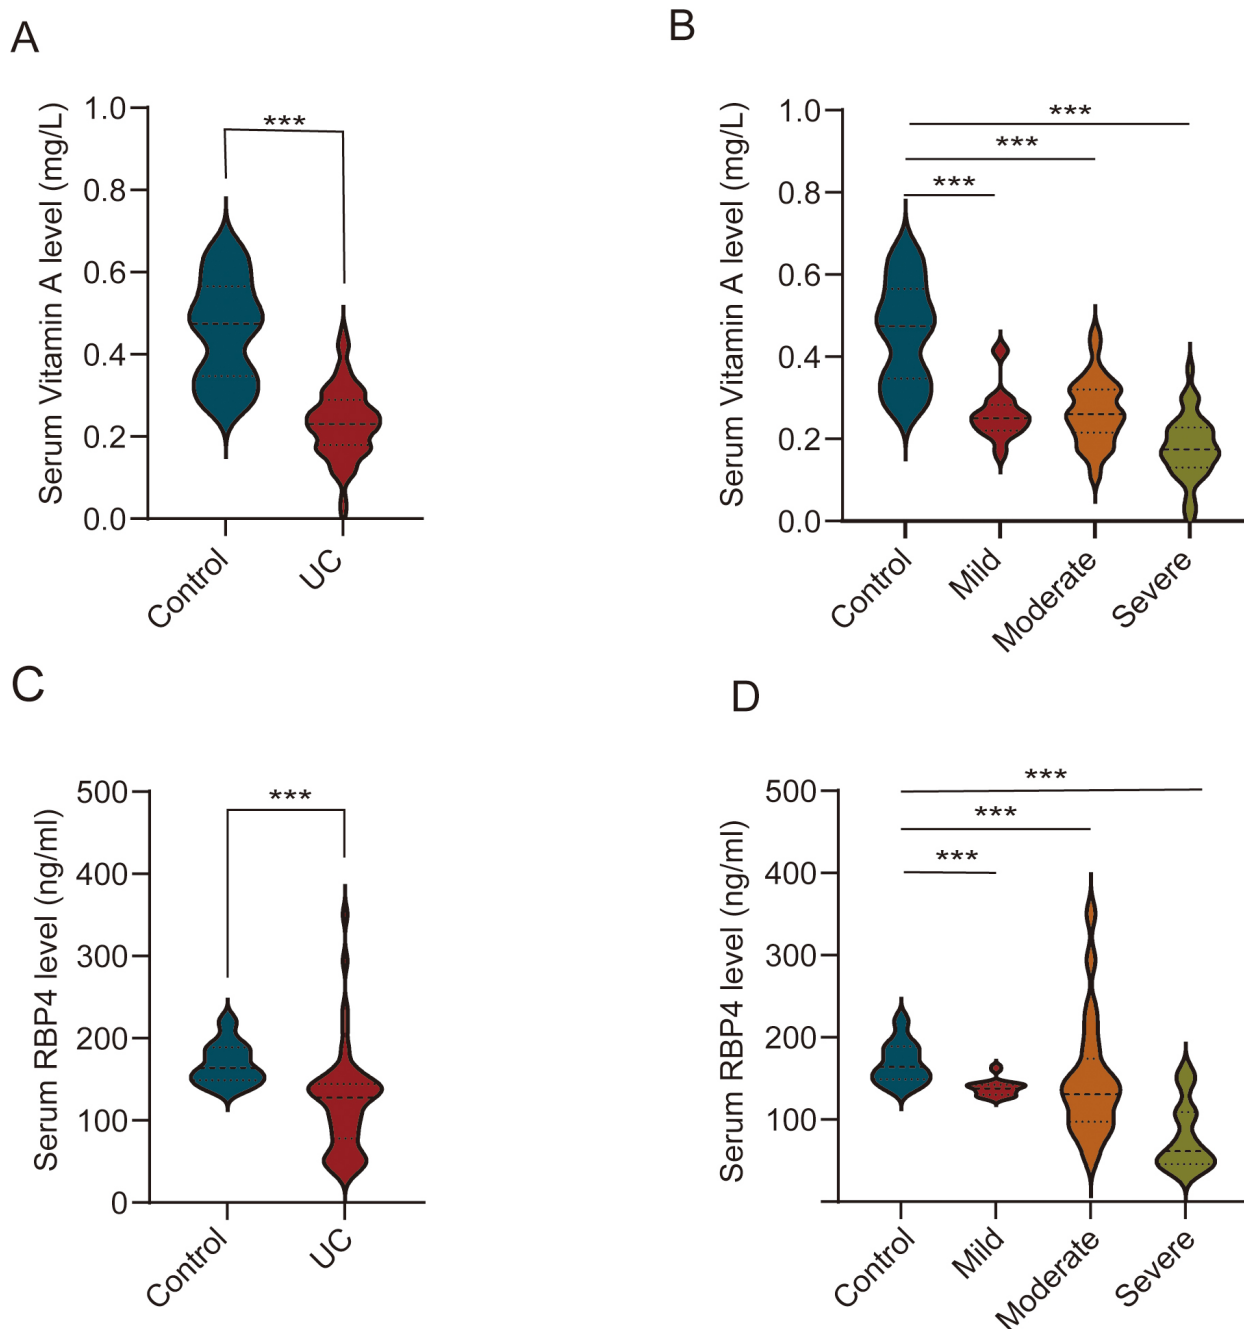 A
Serum Vitamin A level (mg/L)
1.0
0.8
0.6
0.4
0.2
0.0
***
Control
UC
B
Serum Vitamin A level (mg/L)
1.0
0.8
0.6
0.4
0.2
0.0
***
***
***
Control
Mild
Moderate
Severe
C
Serum RBP4 level (ng/ml)
500
400
300
200
100
0
***
Control
UC
D
Serum RBP4 level (ng/ml)
500
400
300
200
100
***
***
***
Control
Mild
Moderate
Severe